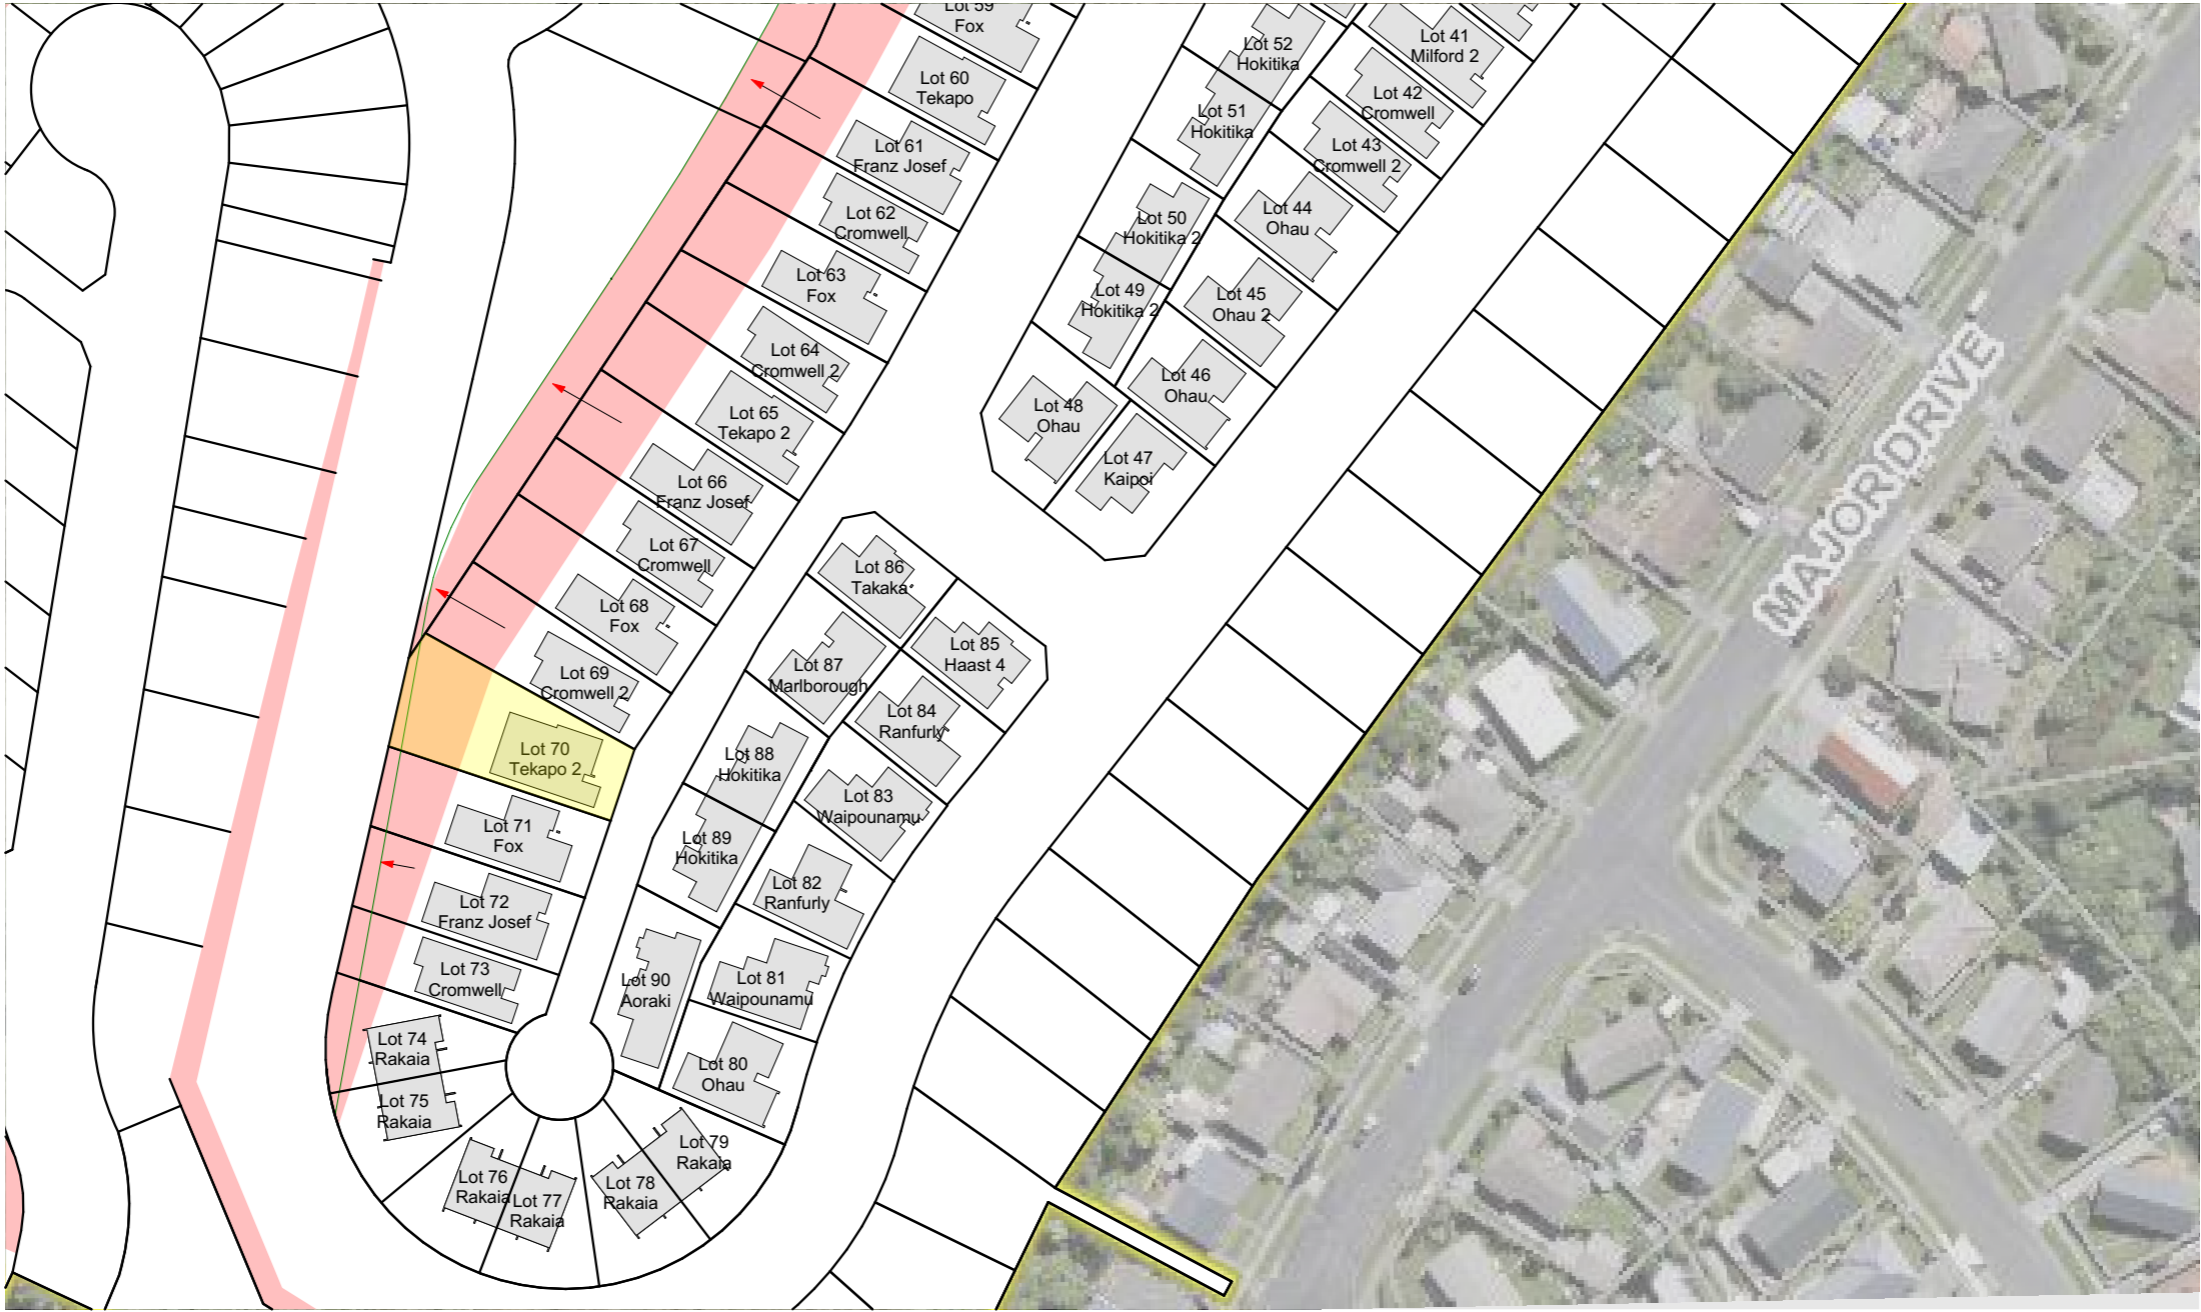 Lot 59
Fox
Lot 60
Tekapo
Lot 61
Franz Josef
Lot 62
Cromwell
Lot 63
Fox
Lot 64
Cromwell 2
Lot 65
Tekapo 2
Lot 66
Franz Josef
Lot 67
Cromwell
Lot 68
Fox
Lot 69
Cromwell 2
Lot 70
Tekapo 2
Lot 71
Fox
Lot 72
Franz Josef
Lot 73
Cromwell
Lot 74
Rakaia
Lot 75
Rakaia
Lot 76
Rakaia
Lot 77
Rakaia
Lot 78
Rakaia
Lot 79
Rakaia
Lot 80
Ohau
Lot 81
Waipounamu
Lot 82
Ranfurly
Lot 83
Waipounamu
Lot 84
Ranfurly
Lot 85
Haast 4
Lot 86
Takaka
Lot 87
Marlborough
Lot 88
Hokitika
Lot 89
Hokitika
Lot 90
Aoraki
Lot 52
Hokitika
Lot 51
Hokitika
Lot 50
Hokitika 2
Lot 49
Hokitika 2
Lot 48
Ohau
Lot 47
Kaipoi
Lot 46
Ohau
Lot 45
Ohau 2
Lot 44
Ohau
Lot 43
Cromwell 2
Lot 42
Cromwell
Lot 41
Milford 2
MAJOR DRIVE